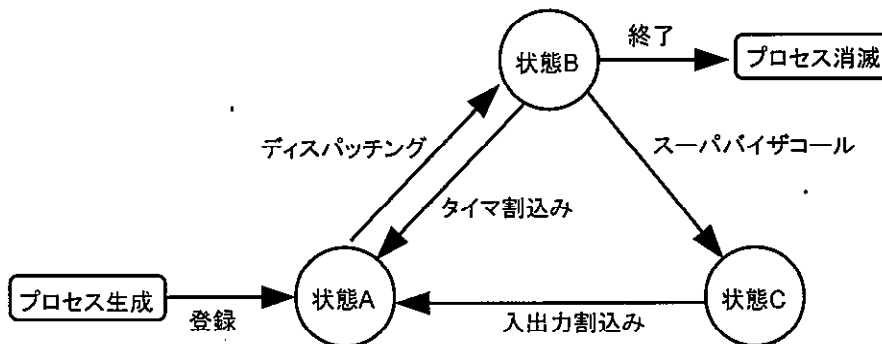 終了
状態B
プロセス消滅
ディスパッチング
スーパバイザコール
タイマ割込み
プロセス生成
登録
状態A
入出力割込み
状態C